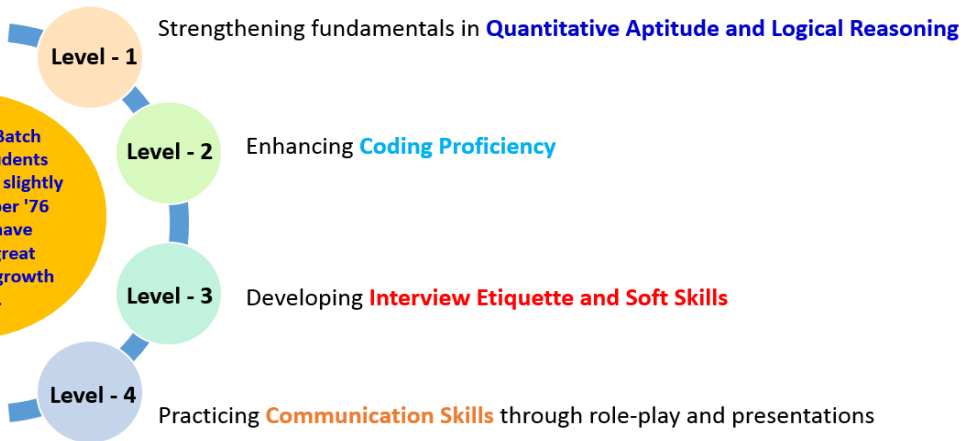 Level - 1
Strengthening fundamentals in Quantitative Aptitude and Logical Reasoning
Level - 2
Enhancing Coding Proficiency
Batch
slightly
'76
have
great
growth
Level - 3
Developing Interview Etiquette and Soft Skills
Level - 4
Practicing Communication Skills through role-play and presentations